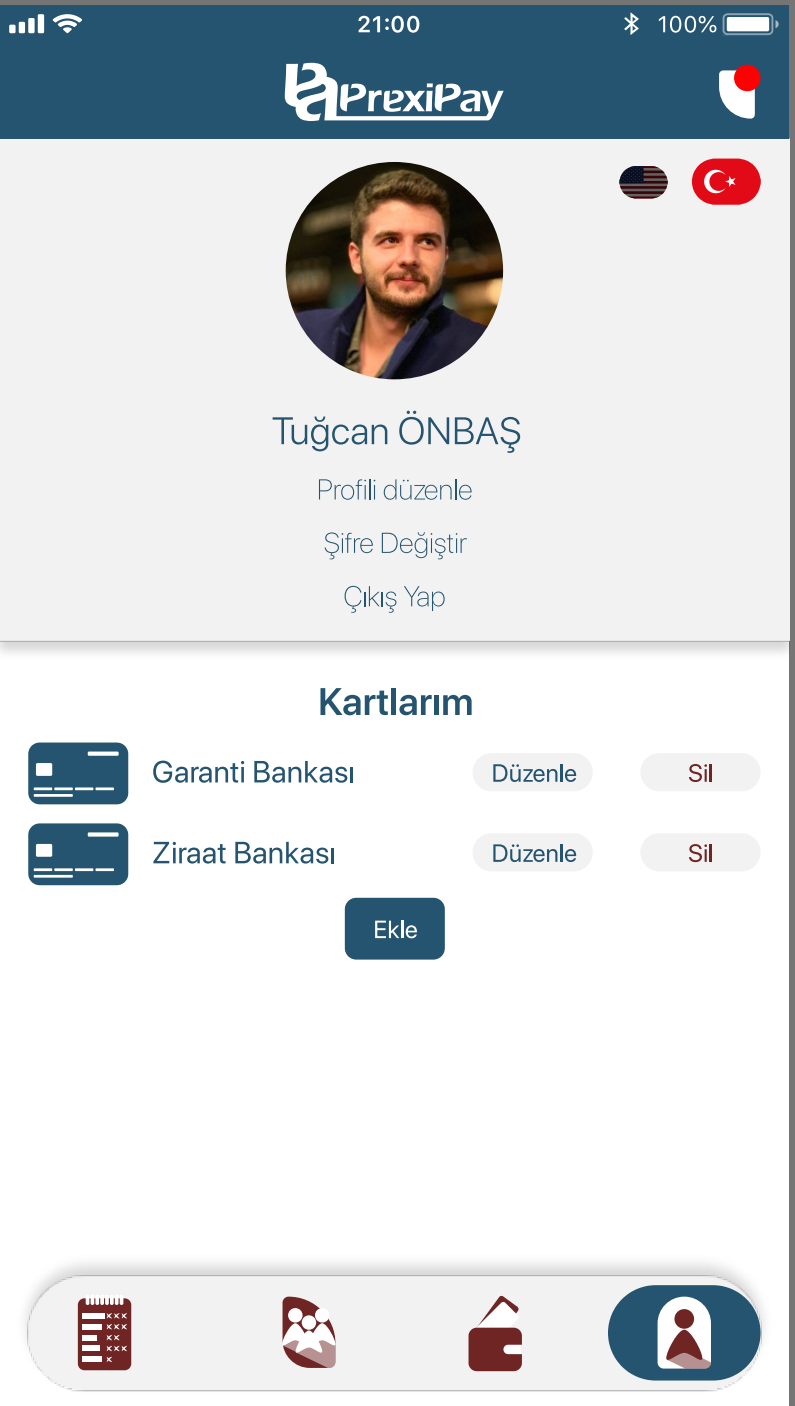 21:00
100%
PrexiPay
Tuğcan ÖNBAŞ
Profili düzenle
Şifre Değiştir
Çıkış Yap
Kartlarım
Garanti Bankası Düzenle Sil
Ziraat Bankası Düzenle Sil
Ekle